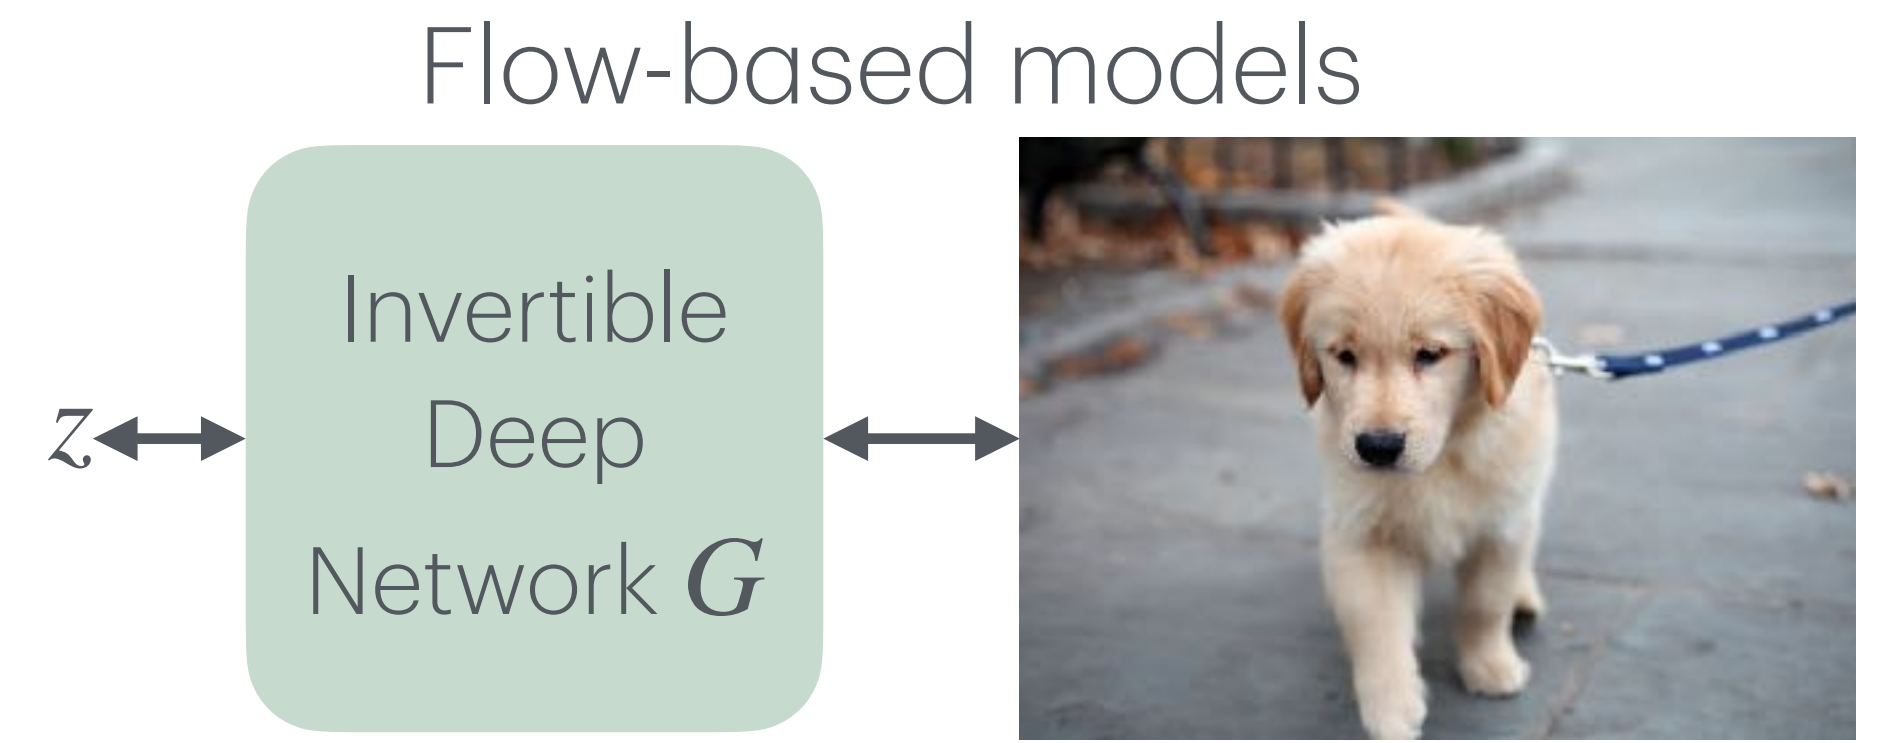 Flow-based models
Invertible
Deep
Network G
z